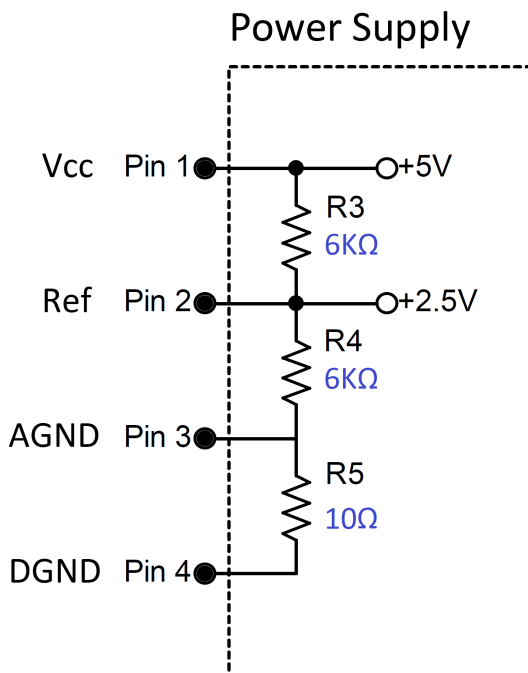 Power Supply
Vcc Pin 1 +5V
R3
6KΩ
Ref Pin 2 +2.5V
R4
6KΩ
AGND Pin 3
R5
10Ω
DGND Pin 4